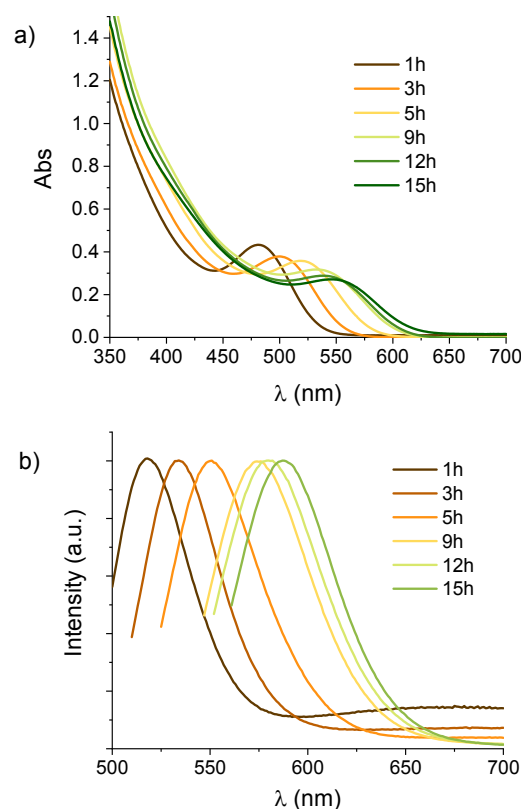 a)
1.4
1.2
1.0
0.8
0.6
0.4
0.2
0.0
Abs
1h
3h
5h
9h
12h
15h
350 400 450 500 550 600 650 700
λ (nm)
b)
Intensity (a.u.)
1h
3h
5h
9h
12h
15h
500 550 600 650 700
λ (nm)